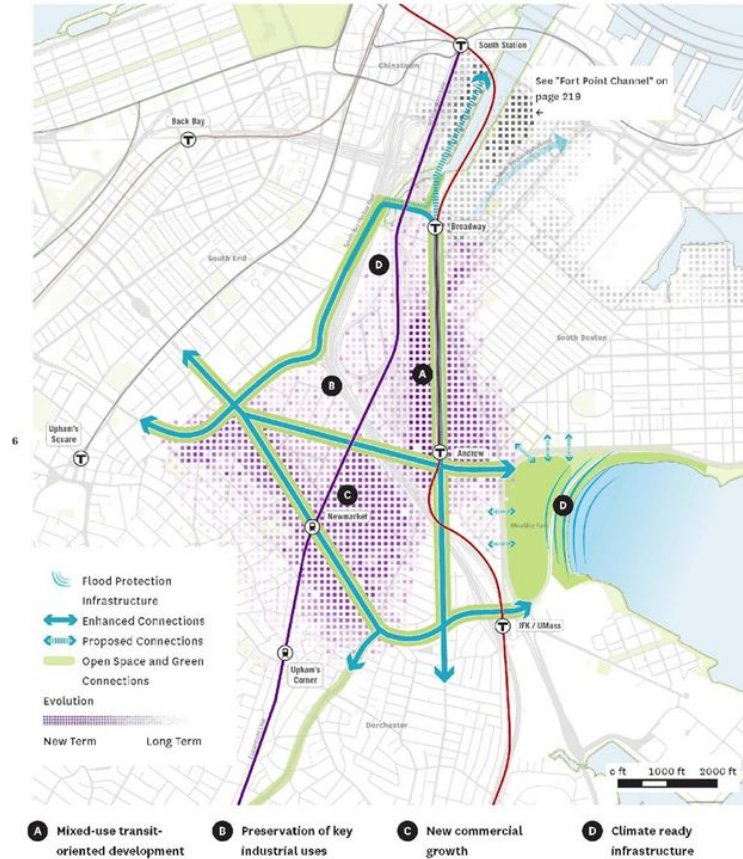 South Station
Chinatown
See "Fort Point Channel" on
page 219
←
Back Bay
Broadway
South End
D
South Boston
B
A
6
Upham's
Square
Andrew
C
D
Newmarket
Flood Protection
Infrastructure
Enhanced Connections
Proposed Connections
Open Space and Green
Connections
JFK / UMass
Upham's
Corner
Evolution
New Term
Long Term
Dorchester
0 ft
1000 ft
2000 ft
A Mixed-use transit-
oriented development
B Preservation of key
industrial uses
C New commercial
growth
D Climate ready
infrastructure